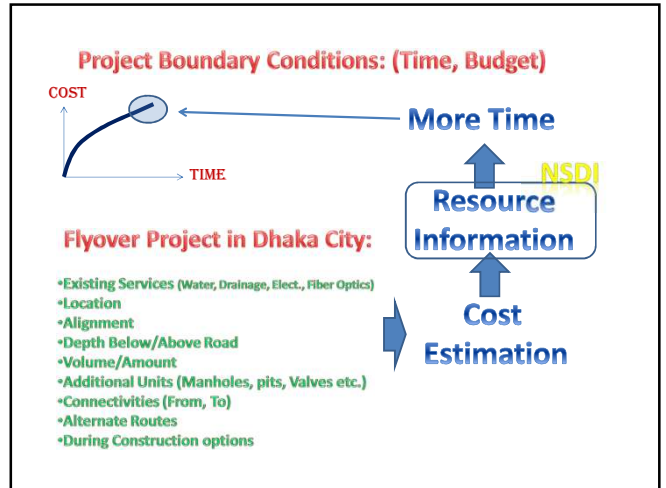 Project Boundary Conditions: (Time, Budget)
COST
TIME
More Time
NSDI
Resource
Information
Flyover Project in Dhaka City:
•Existing Services (Water, Drainage, Elect., Fiber Optics)
•Location
•Alignment
•Depth Below/Above Road
•Volume/Amount
•Additional Units (Manholes, pits, Valves etc.)
•Connectivities (From, To)
•Alternate Routes
•During Construction options
Cost
Estimation